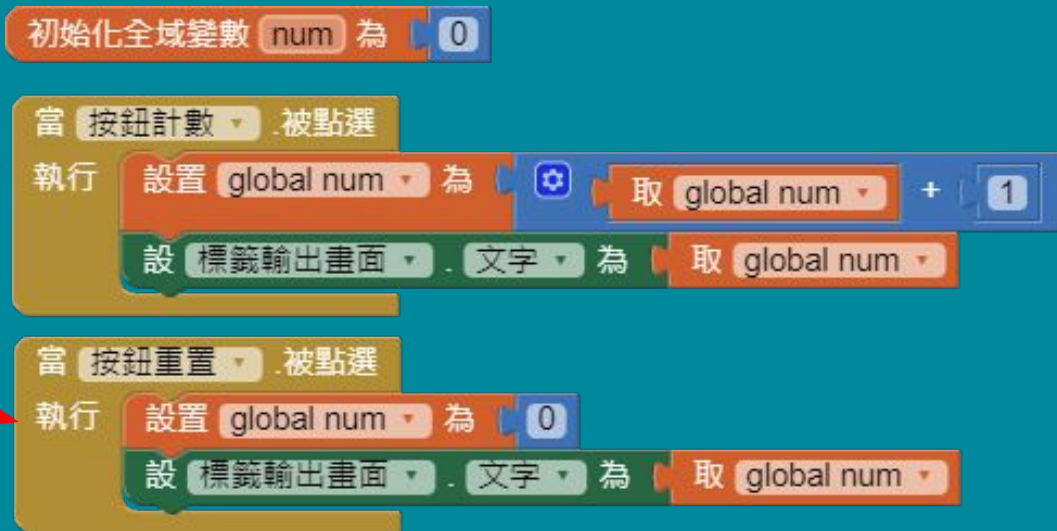 初始化全域變數 num 為 0
當 按鈕計數 .被點選
執行 設置 global num 為 取 global num + 1
設 標籤輸出畫面 . 文字 為 取 global num
當 按鈕重置 .被點選
執行 設置 global num 為 0
設 標籤輸出畫面 . 文字 為 取 global num